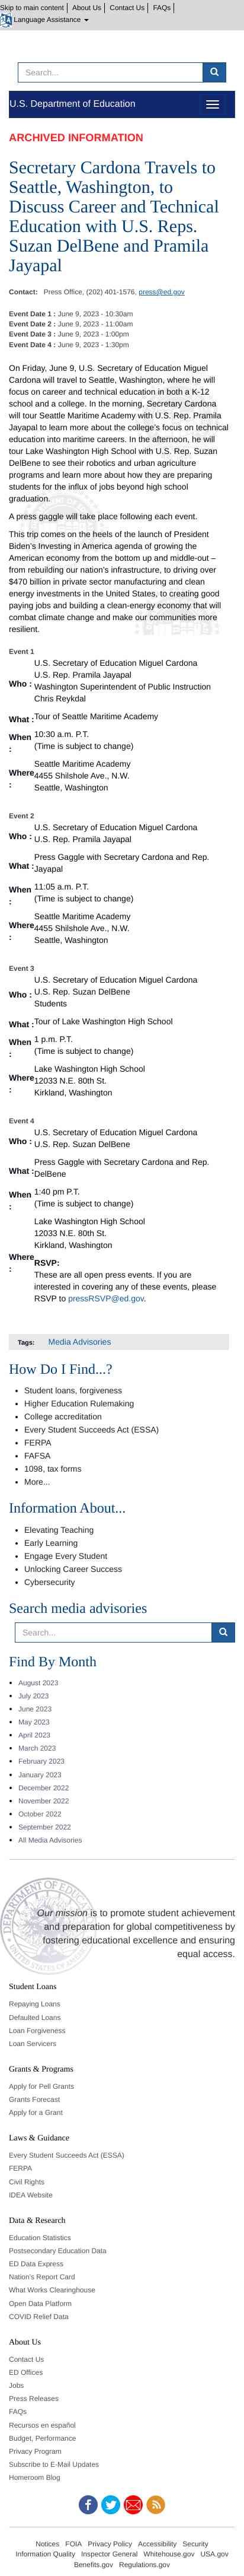 Skip to main content | About Us | Contact Us | FAQs |
Language Assistance
Search...
U.S. Department of Education
ARCHIVED INFORMATION
Secretary Cardona Travels to
Seattle, Washington, to
Discuss Career and Technical
Education with U.S. Reps.
Suzan DelBene and Pramila
Jayapal
Contact: Press Office, (202) 401-1576, press@ed.gov
Event Date 1 : June 9, 2023 - 10:30am
Event Date 2 : June 9, 2023 - 11:00am
Event Date 3 : June 9, 2023 - 1:00pm
Event Date 4 : June 9, 2023 - 1:30pm
On Friday, June 9, U.S. Secretary of Education Miguel
Cardona will travel to Seattle, Washington, where he will
focus on career and technical education in both a K-12
school and a college. In the morning, Secretary Cardona
will tour Seattle Maritime Academy with U.S. Rep. Pramila
Jayapal to learn more about the college's focus on technical
education and maritime careers. In the afternoon, he will
tour Lake Washington High School with U.S. Rep. Suzan
DelBene to see their robotics and urban agriculture
programs and learn more about how they are preparing
students for the influx of jobs beyond high school
graduation.
A press gaggle will take place following each event.
This trip comes on the heels of the launch of President
Biden's Investing in America agenda of growing the
American economy from the bottom up and middle-out –
from rebuilding our nation's infrastructure, to driving over
$470 billion in private sector manufacturing and clean
energy investments in the United States, to creating good
paying jobs and building a clean-energy economy that will
combat climate change and make our communities more
resilient.
Event 1
Who : U.S. Secretary of Education Miguel Cardona
U.S. Rep. Pramila Jayapal
Washington Superintendent of Public Instruction
Chris Reykdal
What : Tour of Seattle Maritime Academy
When : 10:30 a.m. P.T.
(Time is subject to change)
Where : Seattle Maritime Academy
4455 Shilshole Ave., N.W.
Seattle, Washington
Event 2
Who : U.S. Secretary of Education Miguel Cardona
U.S. Rep. Pramila Jayapal
What : Press Gaggle with Secretary Cardona and Rep.
Jayapal
When : 11:05 a.m. P.T.
(Time is subject to change)
Where : Seattle Maritime Academy
4455 Shilshole Ave., N.W.
Seattle, Washington
Event 3
Who : U.S. Secretary of Education Miguel Cardona
U.S. Rep. Suzan DelBene
Students
What : Tour of Lake Washington High School
When : 1 p.m. P.T.
(Time is subject to change)
Where : Lake Washington High School
12033 N.E. 80th St.
Kirkland, Washington
Event 4
Who : U.S. Secretary of Education Miguel Cardona
U.S. Rep. Suzan DelBene
What : Press Gaggle with Secretary Cardona and Rep.
DelBene
When : 1:40 pm P.T.
(Time is subject to change)
Where : Lake Washington High School
12033 N.E. 80th St.
Kirkland, Washington
RSVP:
These are all open press events. If you are
interested in covering any of these events, please
RSVP to pressRSVP@ed.gov.
Tags: Media Advisories
How Do I Find...?
Student loans, forgiveness
Higher Education Rulemaking
College accreditation
Every Student Succeeds Act (ESSA)
FERPA
FAFSA
1098, tax forms
More...
Information About...
Elevating Teaching
Early Learning
Engage Every Student
Unlocking Career Success
Cybersecurity
Search media advisories
Search...
Find By Month
August 2023
July 2023
June 2023
May 2023
April 2023
March 2023
February 2023
January 2023
December 2022
November 2022
October 2022
September 2022
All Media Advisories
Our mission is to promote student achievement
and preparation for global competitiveness by
fostering educational excellence and ensuring
equal access.
Student Loans
Repaying Loans
Defaulted Loans
Loan Forgiveness
Loan Servicers
Grants & Programs
Apply for Pell Grants
Grants Forecast
Apply for a Grant
Laws & Guidance
Every Student Succeeds Act (ESSA)
FERPA
Civil Rights
IDEA Website
Data & Research
Education Statistics
Postsecondary Education Data
ED Data Express
Nation's Report Card
What Works Clearinghouse
Open Data Platform
COVID Relief Data
About Us
Contact Us
ED Offices
Jobs
Press Releases
FAQs
Recursos en español
Budget, Performance
Privacy Program
Subscribe to E-Mail Updates
Homeroom Blog
Notices FOIA Privacy Policy Accessibility Security
Information Quality Inspector General Whitehouse.gov USA.gov
Benefits.gov Regulations.gov